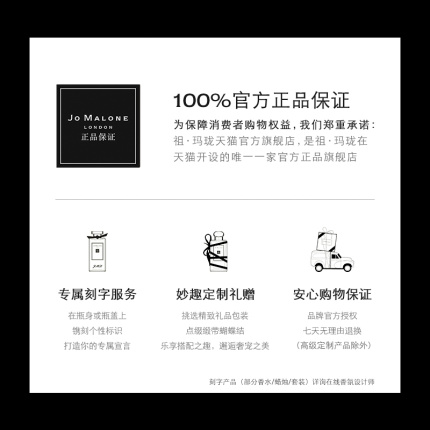 JO MALONE
LONDON
正品保证
100%官方正品保证
为保障消费者购物权益,我们郑重承诺:
祖·玛珑天猫官方旗舰店,是祖·玛珑在
天猫开设的唯一一家官方正品旗舰店
专属刻字服务
在瓶身或瓶盖上
镌刻个性标识
打造你的专属宣言
妙趣定制礼赠
挑选精致礼品包装
点缀缎带蝴蝶结
乐享搭配之趣,邂逅奢宠之美
安心购物保证
品牌官方授权
七天无理由退换
(高级定制产品除外)
刻字产品(部分香水/蜡烛/套装)详询在线香氛设计师